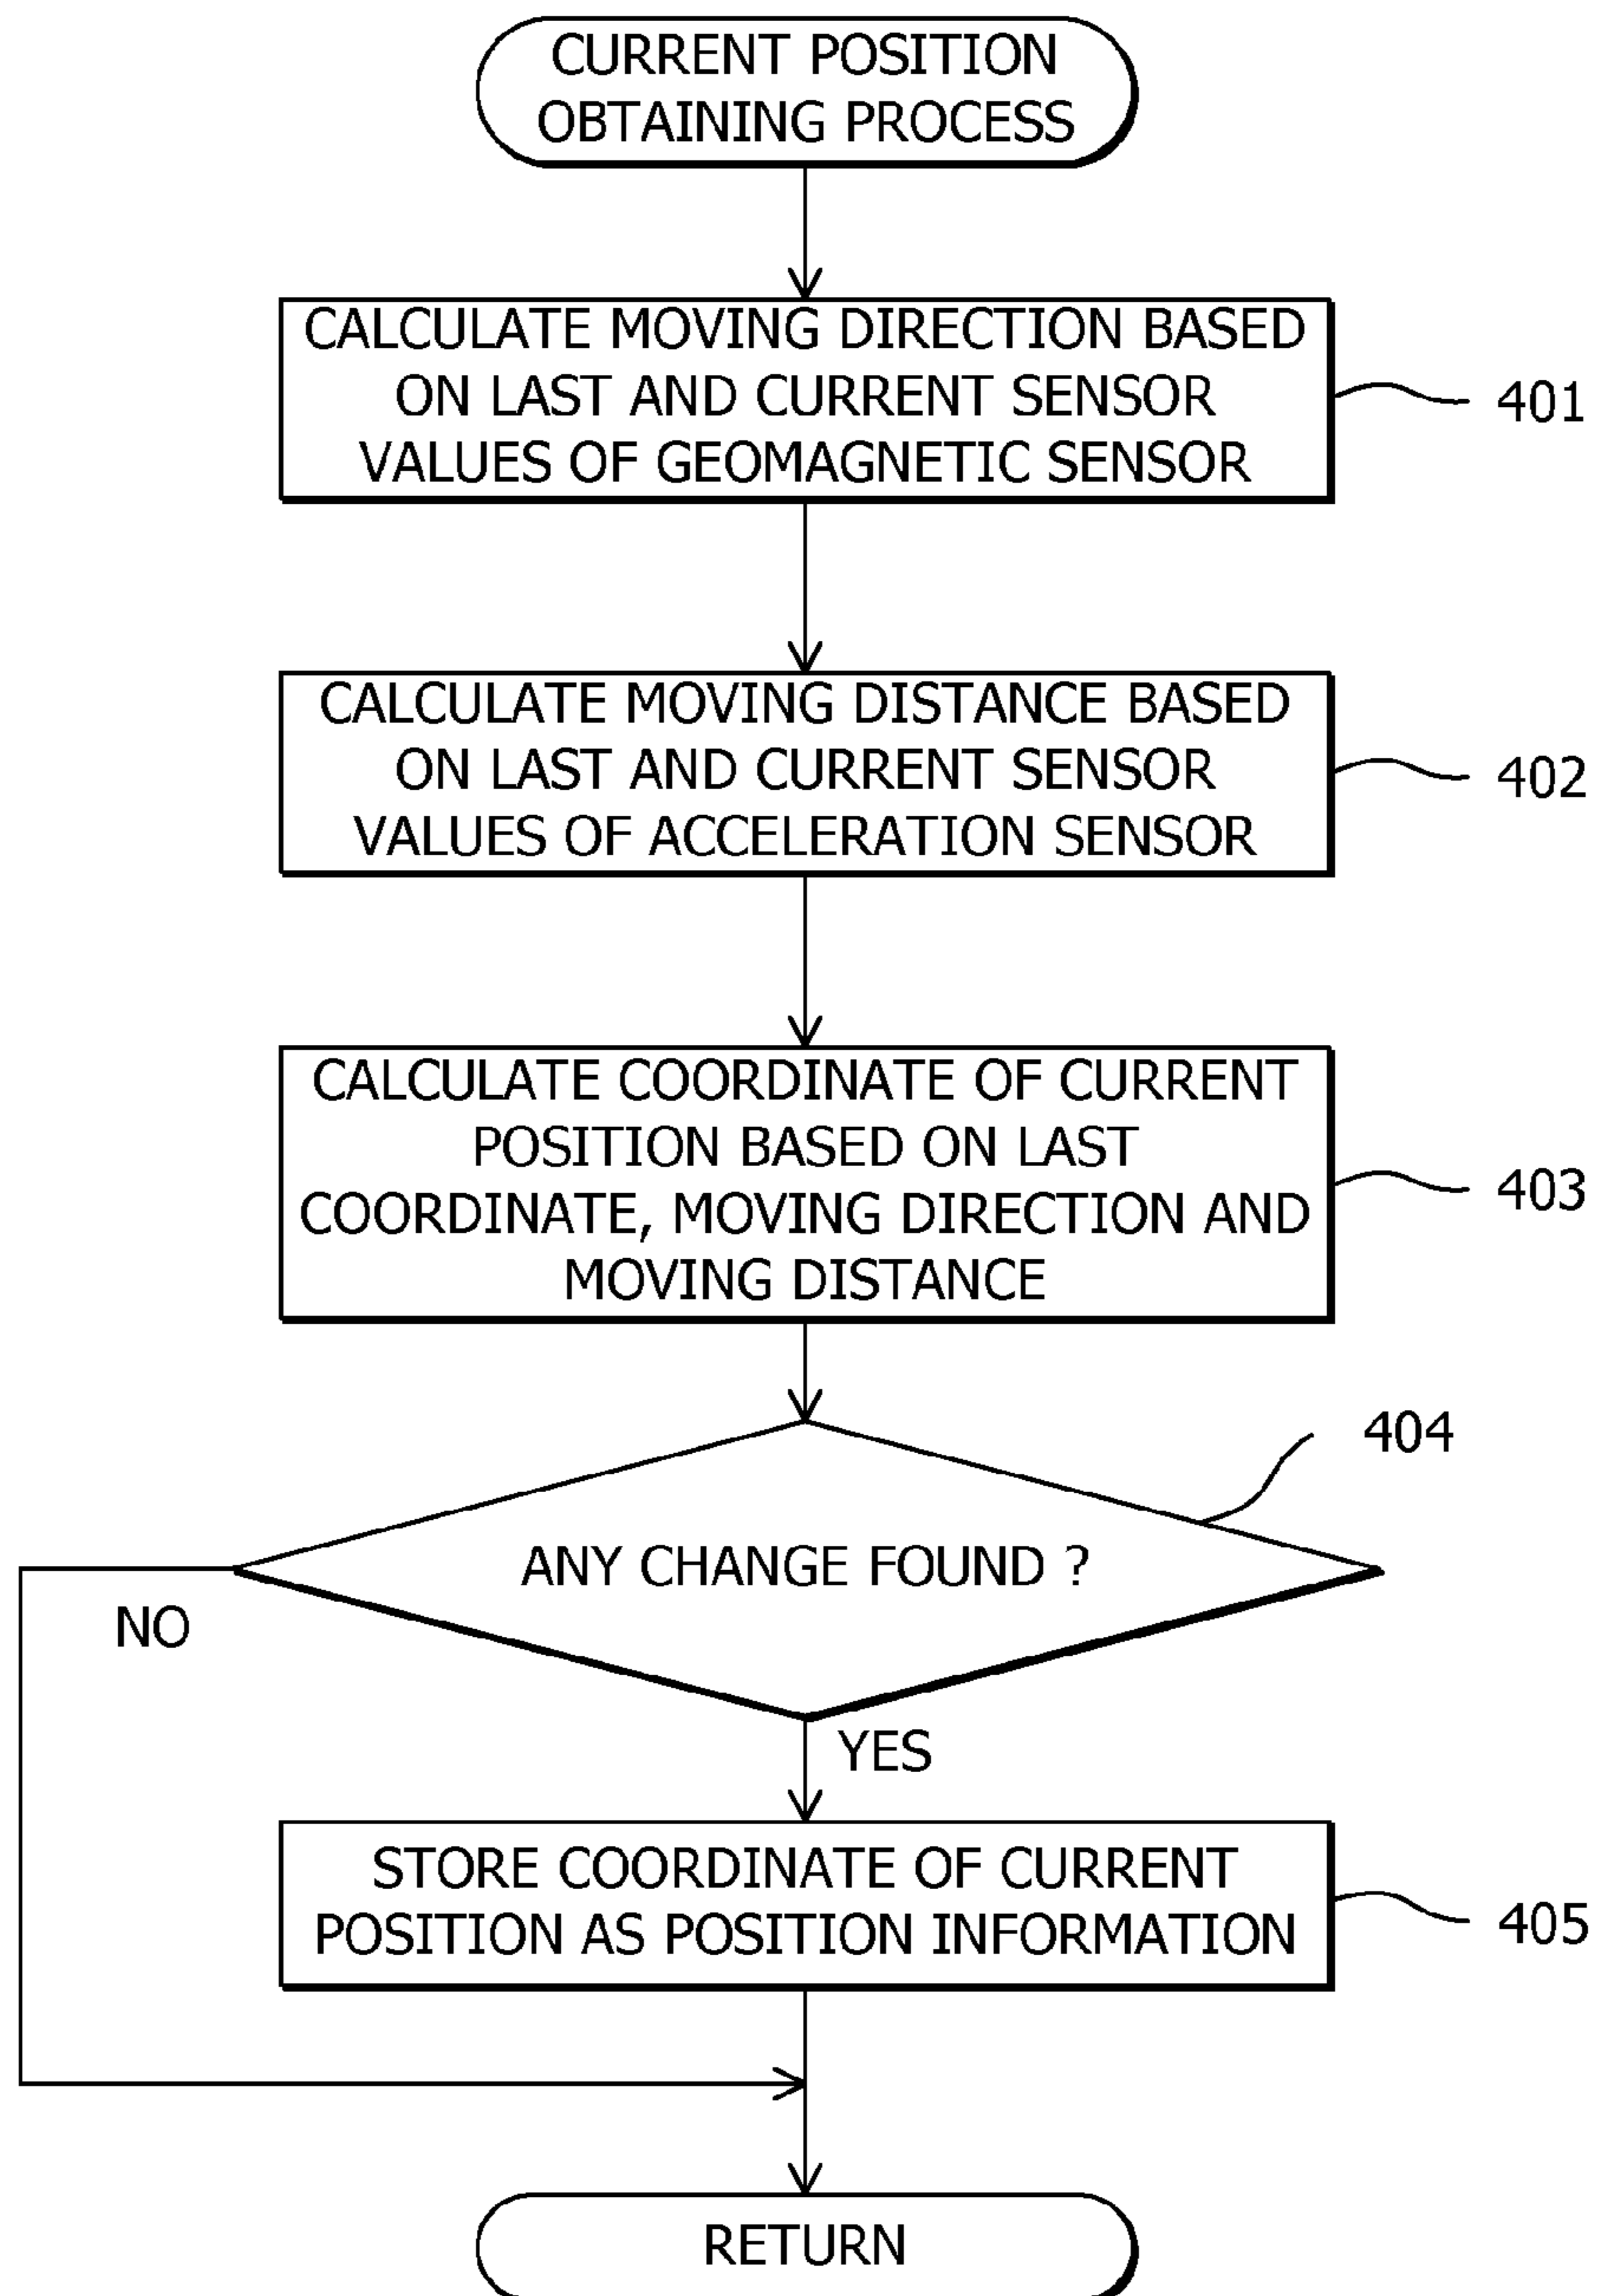 CURRENT POSITION
OBTAINING PROCESS
CALCULATE MOVING DIRECTION BASED
ON LAST AND CURRENT SENSOR
VALUES OF GEOMAGNETIC SENSOR
401
CALCULATE MOVING DISTANCE BASED
ON LAST AND CURRENT SENSOR
VALUES OF ACCELERATION SENSOR
402
CALCULATE COORDINATE OF CURRENT
POSITION BASED ON LAST
COORDINATE, MOVING DIRECTION AND
MOVING DISTANCE
403
404
ANY CHANGE FOUND ?
NO
YES
STORE COORDINATE OF CURRENT
POSITION AS POSITION INFORMATION
405
RETURN